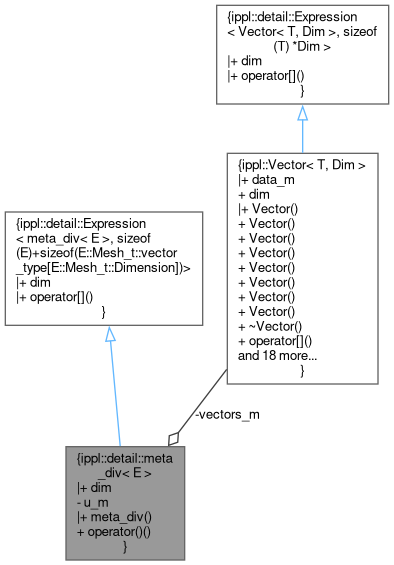 {ippl::detail::Expression
< Vector< T, Dim >, sizeof
(T) *Dim >
|+ dim
|+ operator[]()
}
{ippl::Vector< T, Dim >
|+ data_m
+ dim
|+ Vector()
+ Vector()
+ Vector()
+ Vector()
+ Vector()
+ Vector()
+ Vector()
+ Vector()
+ ~Vector()
+ operator[]()
and 18 more...
}
{ippl::detail::Expression
< meta_div< E >, sizeof
(E)+sizeof(E::Mesh_t::vector
_type[E::Mesh_t::Dimension])>
|+ dim
|+ operator[]()
}
-vectors_m
{ippl::detail::meta
_div< E >
|+ dim
- u_m
|+ meta_div()
+ operator()()
}